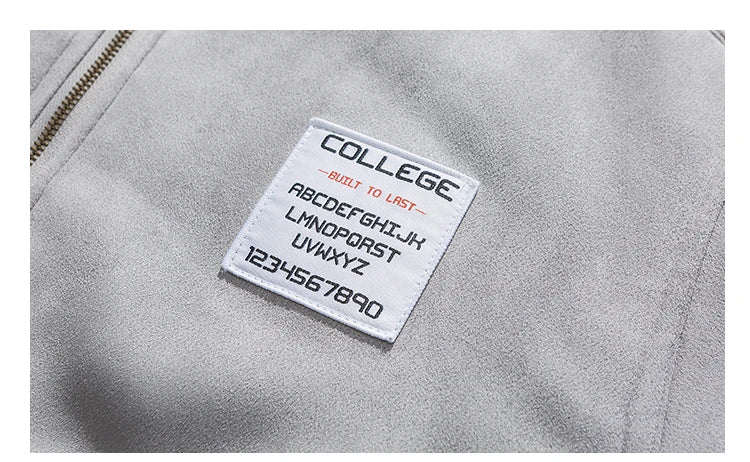 COLLEGE
—BUILT TO LAST—
ABCDEFGHIJK
LMNOPQRST
UVWXYZ
1234567890